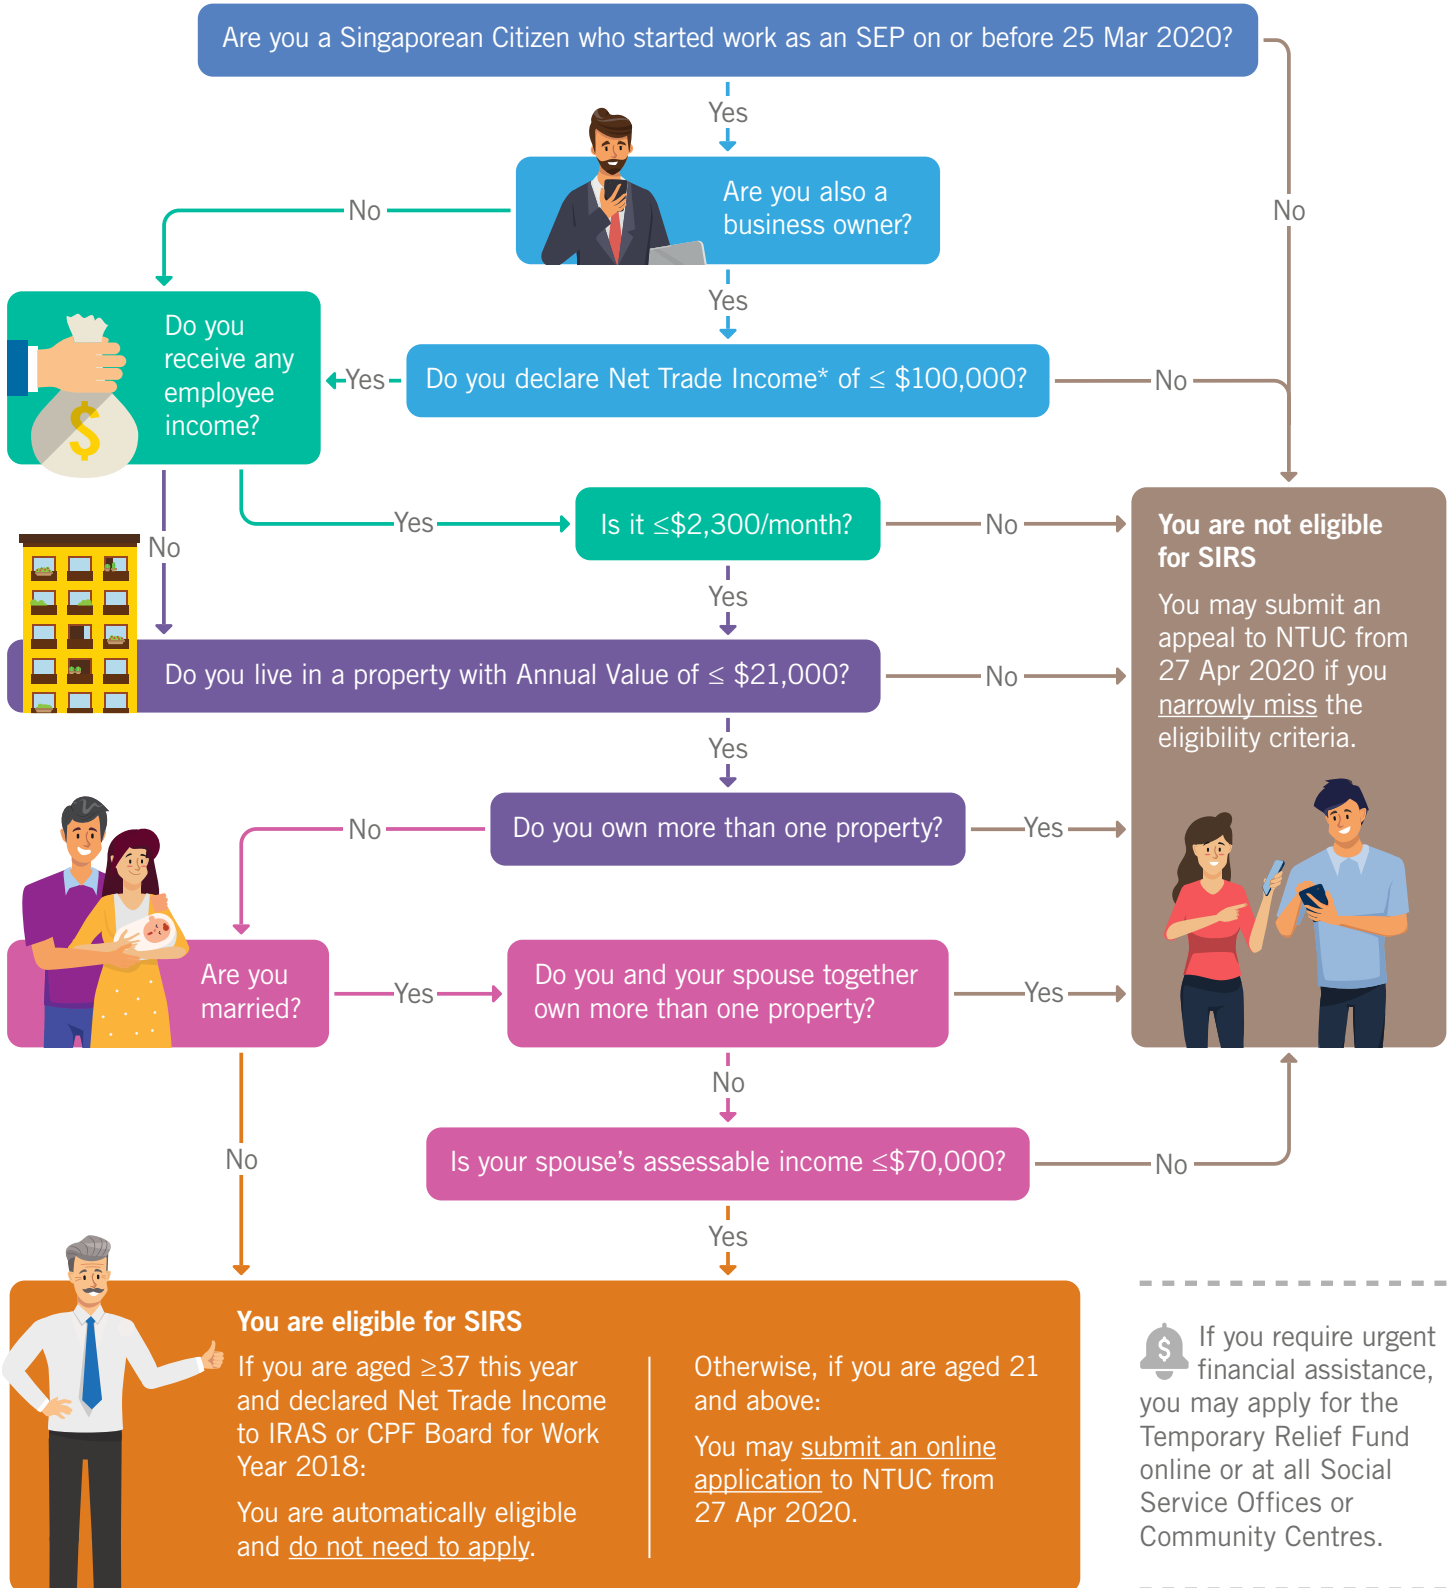 Are you a Singaporean Citizen who started work as an SEP on or before 25 Mar 2020?
Yes
No
Are you also a
business owner?
No
Yes
Do you
receive any
employee
income?
Yes
Do you declare Net Trade Income* of ≤ $100,000?
No
$
Yes
Is it ≤$2,300/month?
No
No
Yes
Do you live in a property with Annual Value of ≤ $21,000?
No
Yes
Do you own more than one property?
No
Yes
Are you
married?
Yes
Do you and your spouse together
own more than one property?
Yes
No
No
Is your spouse's assessable income ≤$70,000?
No
Yes
You are not eligible
for SIRS
You may submit an
appeal to NTUC from
27 Apr 2020 if you
narrowly miss the
eligibility criteria.
You are eligible for SIRS
If you are aged ≥37 this year
and declared Net Trade Income
to IRAS or CPF Board for Work
Year 2018:
You are automatically eligible
and do not need to apply.
Otherwise, if you are aged 21
and above:
You may submit an online
application to NTUC from
27 Apr 2020.
$
If you require urgent
financial assistance,
you may apply for the
Temporary Relief Fund
online or at all Social
Service Offices or
Community Centres.